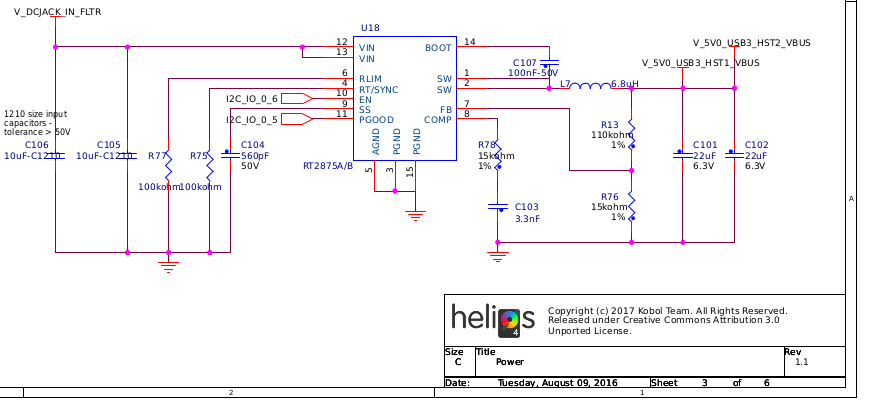 V_DCJACK_IN_FLTR
U18
V_5V0_USB3_HST2_VBUS
V_5V0_USB3_HST1_VBUS
12 VIN
13 VIN
BOOT 14
C107
100nF-50V
6 RLIM
4 RT/SYNC
10 EN
9 SS
11 PGOOD
SW 1
SW 2
FB 7
COMP 8
L7 6.8uH
I2C_IO_0_6
I2C_IO_0_5
AGND
PGND
PGND
5
3
15
RT2875A/B
1210 size input
capacitors -
tolerance > 50V
C106
10uF-C1210
C105
10uF-C1210
R77
100kohm
R75
100kohm
C104
560pF
50V
R78
15kohm
1%
C103
3.3nF
R13
110kohm
1%
R76
15kohm
1%
C101
22uF
6.3V
C102
22uF
6.3V
A
helios
4
Copyright (c) 2017 Kobol Team. All Rights Reserved.
Released under Creative Commons Attribution 3.0
Unported License.
Size
C
Title
Power
Rev
1.1
Date: Tuesday, August 09, 2016 Sheet 3 of 6
2 1